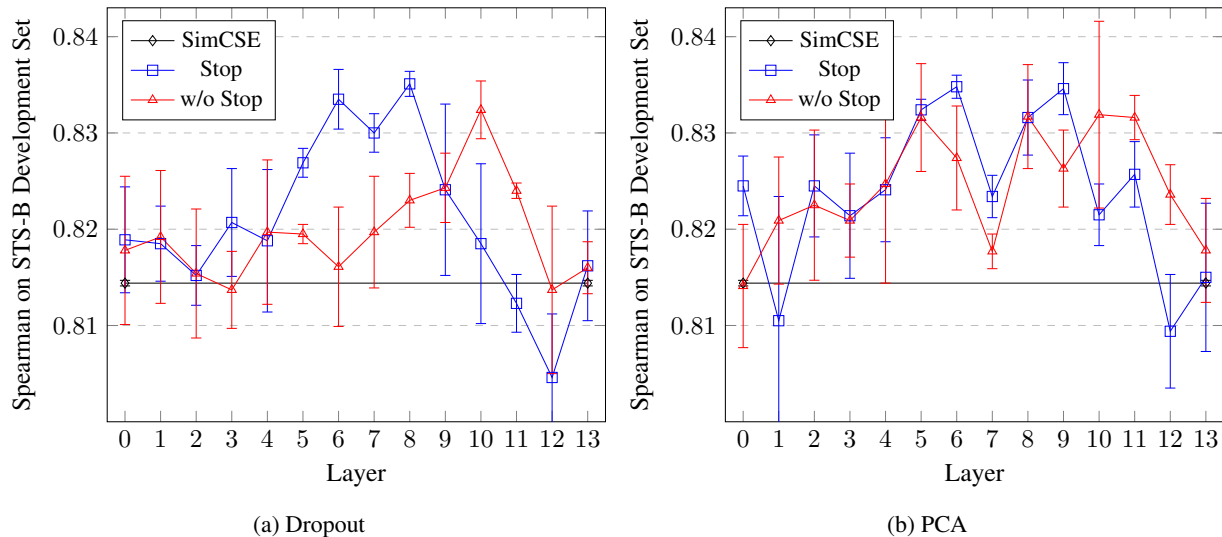 Spearman on STS-B Development Set
0.84
0.83
0.82
0.81
SimCSE
Stop
w/o Stop
0 1 2 3 4 5 6 7 8 9 10 11 12 13
Layer
(a) Dropout
Spearman on STS-B Development Set
0.84
0.83
0.82
0.81
SimCSE
Stop
w/o Stop
0 1 2 3 4 5 6 7 8 9 10 11 12 13
Layer
(b) PCA